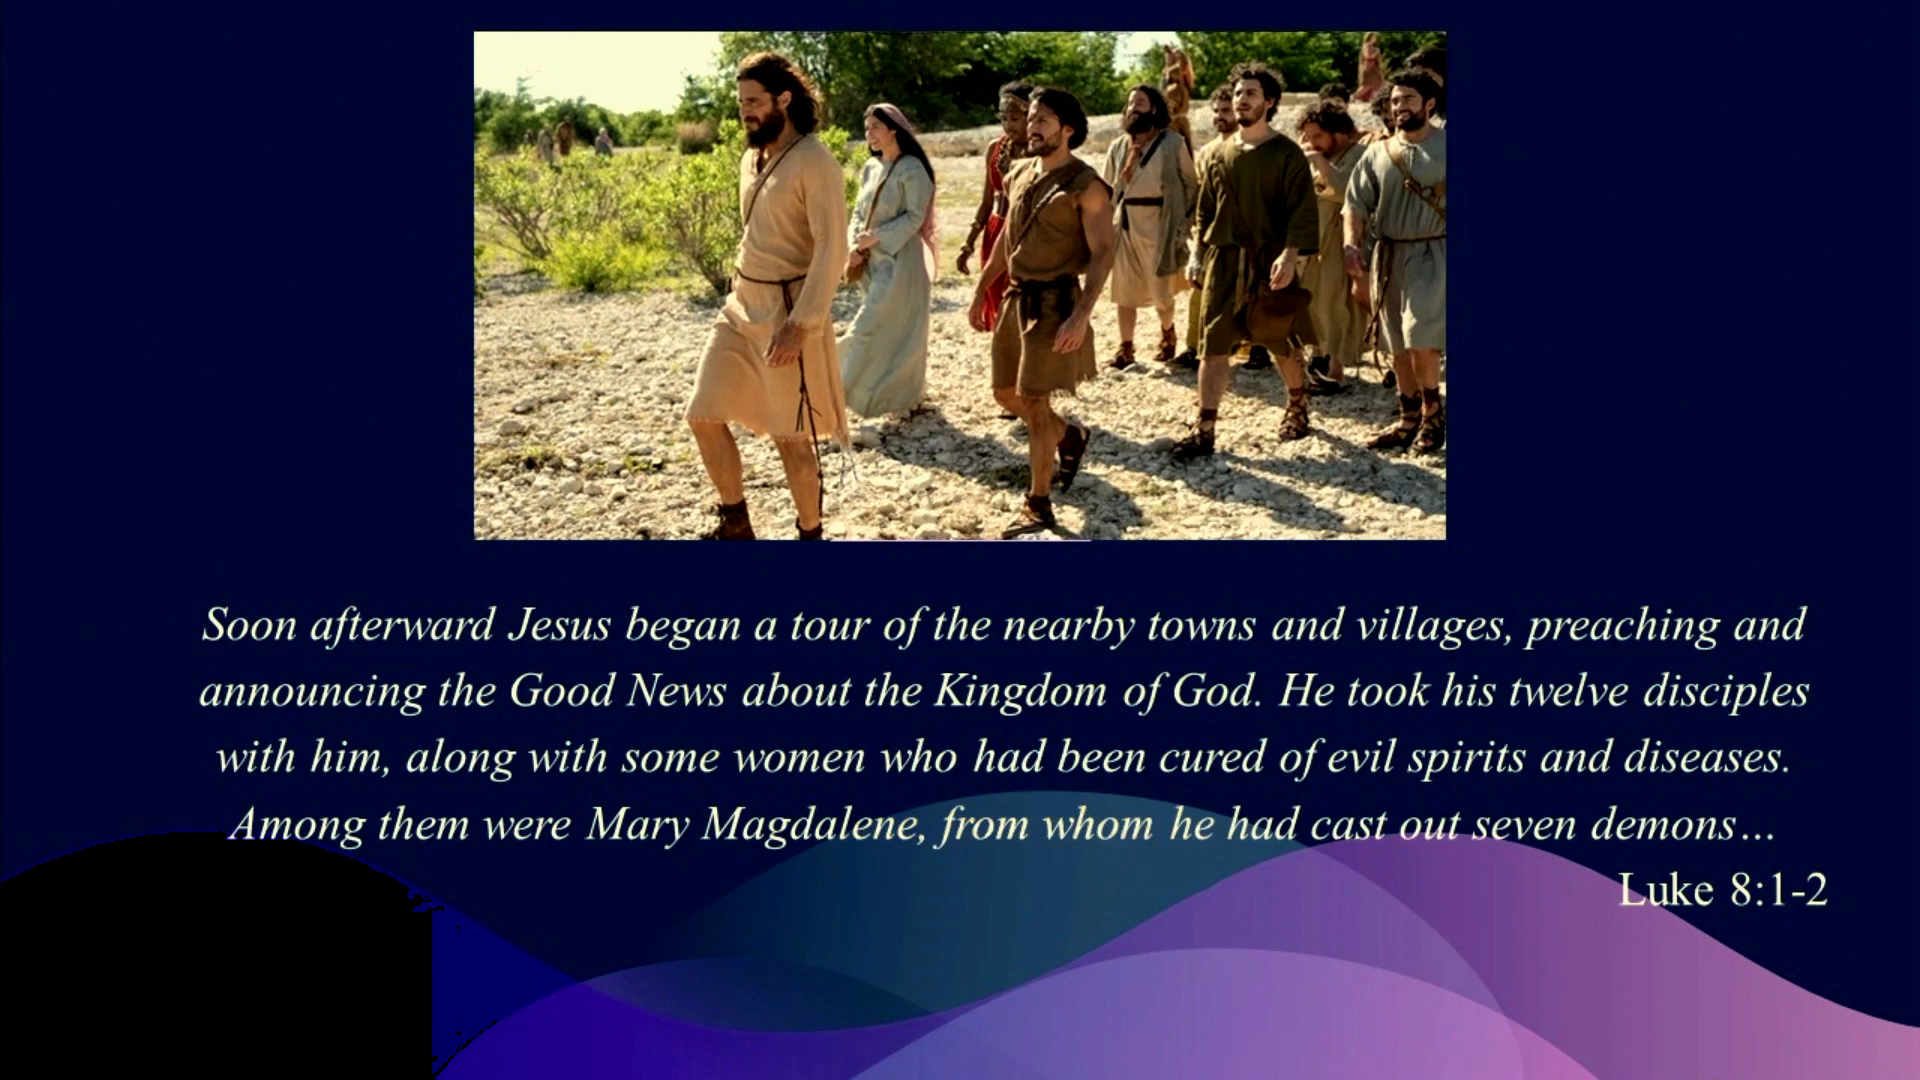 Soon afterward Jesus began a tour of the nearby towns and villages, preaching and
announcing the Good News about the Kingdom of God. He took his twelve disciples
with him, along with some women who had been cured of evil spirits and diseases.
Among them were Mary Magdalene, from whom he had cast out seven demons…
Luke 8:1-2